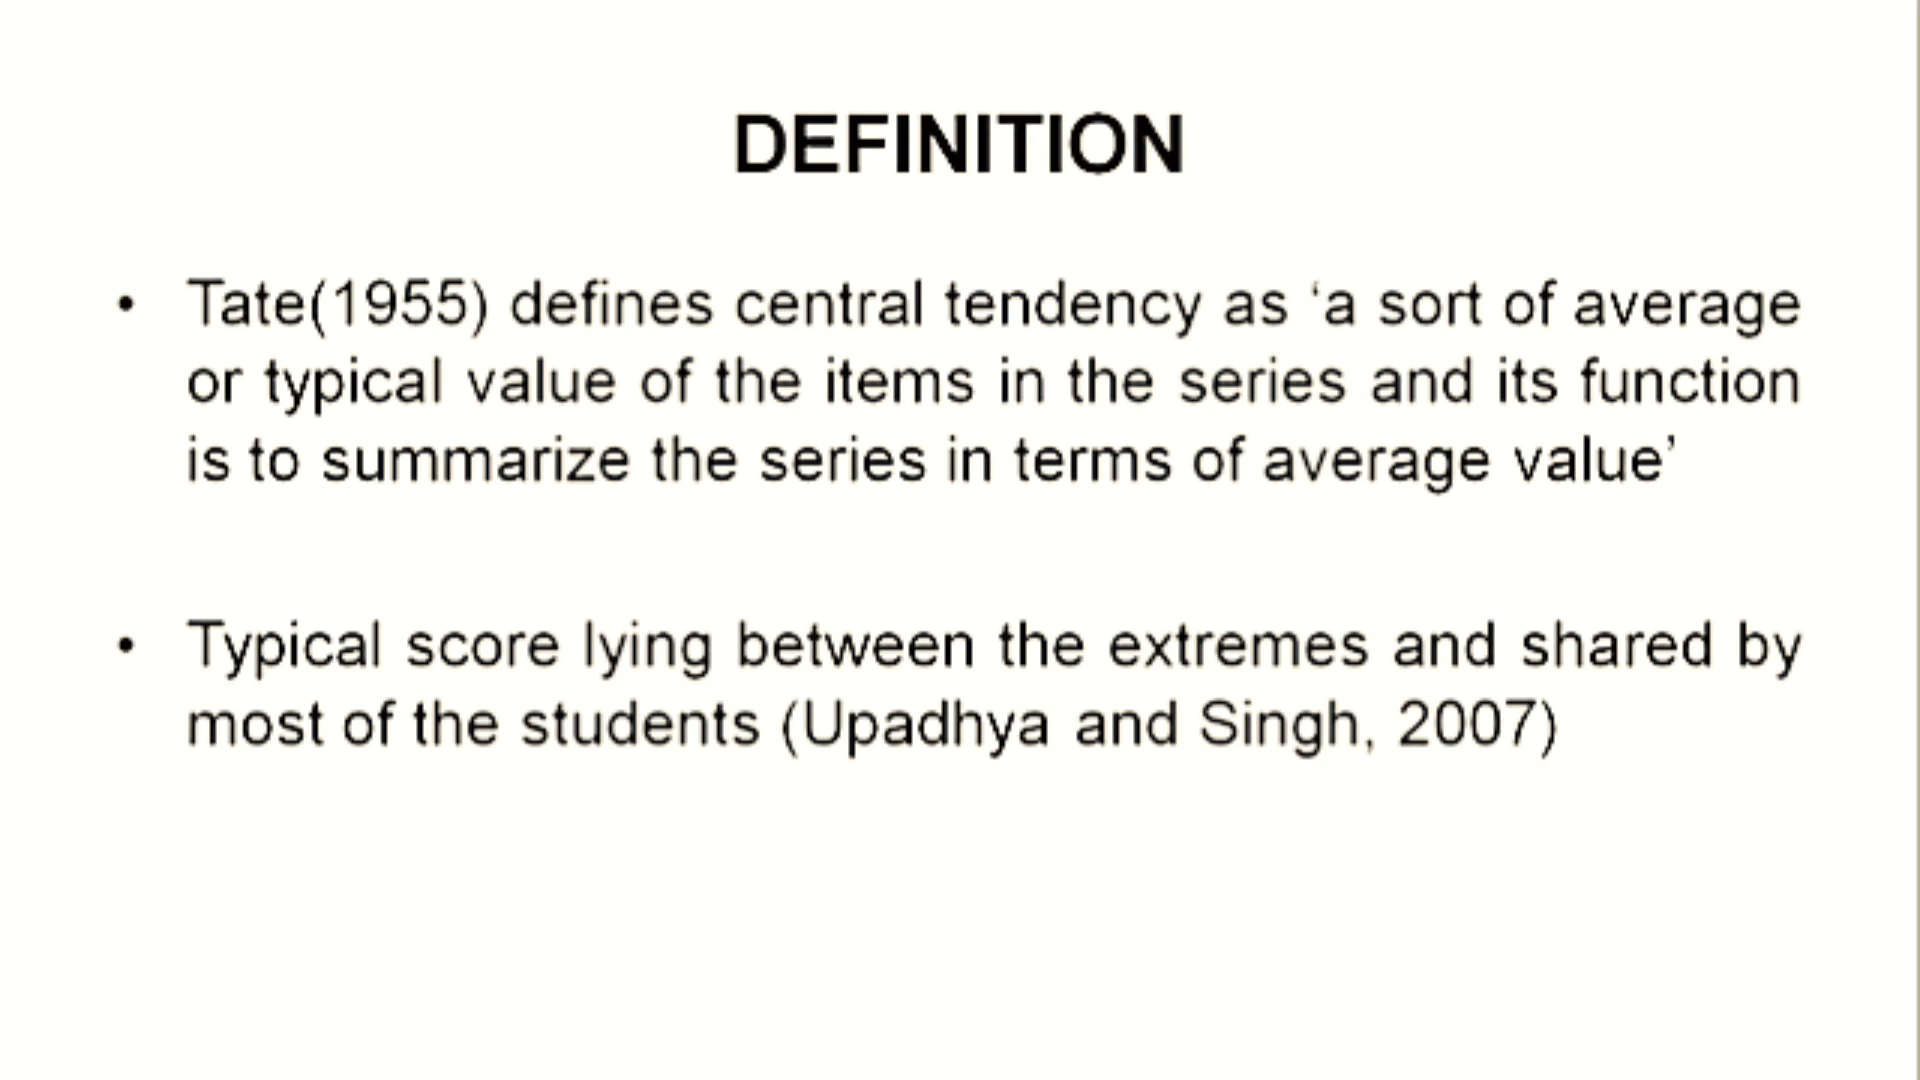 DEFINITION
• Tate(1955) defines central tendency as ‘a sort of average
or typical value of the items in the series and its function
is to summarize the series in terms of average value’
• Typical score lying between the extremes and shared by
most of the students (Upadhya and Singh, 2007)